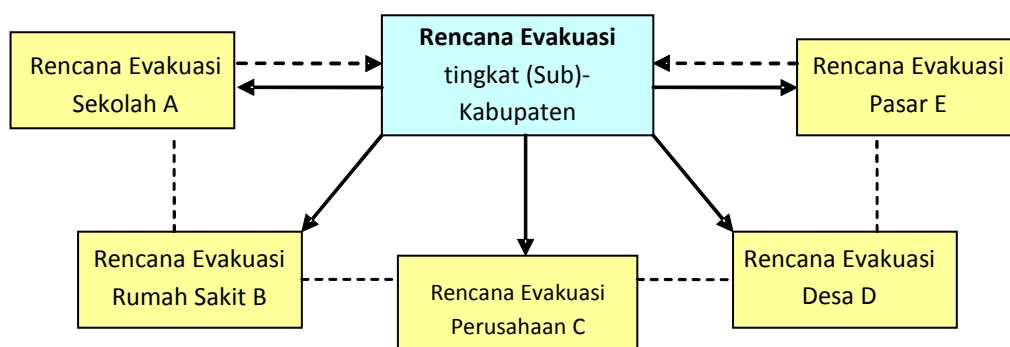 Rencana Evakuasi
tingkat (Sub)-
Kabupaten
Rencana Evakuasi
Sekolah A
Rencana Evakuasi
Pasar E
Rencana Evakuasi
Rumah Sakit B
Rencana Evakuasi
Perusahaan C
Rencana Evakuasi
Desa D